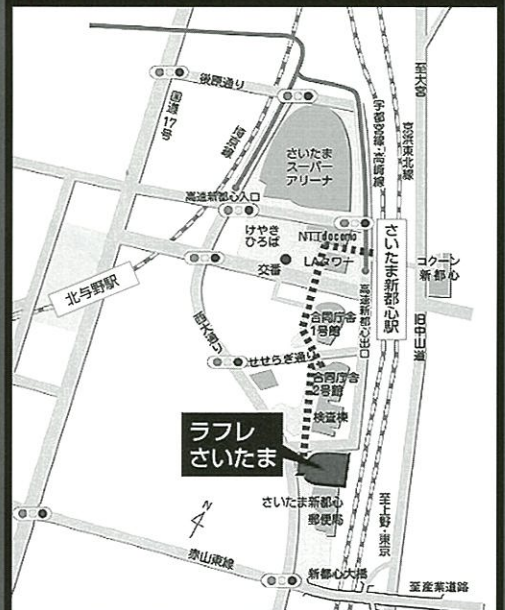 至大宮
後原通り
国道17号
埼京線
宇都宮線・高崎線
京浜東北線
さいたま
スーパー
アリーナ
高速新都心入口
けやき
ひろば
NTTdocomo
さいたま新都心駅
LAタワー
コクーン
新都心
交番
北与野駅
高速新都心出口
合同庁舎
1号館
旧中山道
西大通り
せせらぎ通り
合同庁舎
2号館
検査棟
ラフレ
さいたま
さいたま新都心
郵便局
至上野・東京
N
赤山東線
新都心大橋
至産業道路